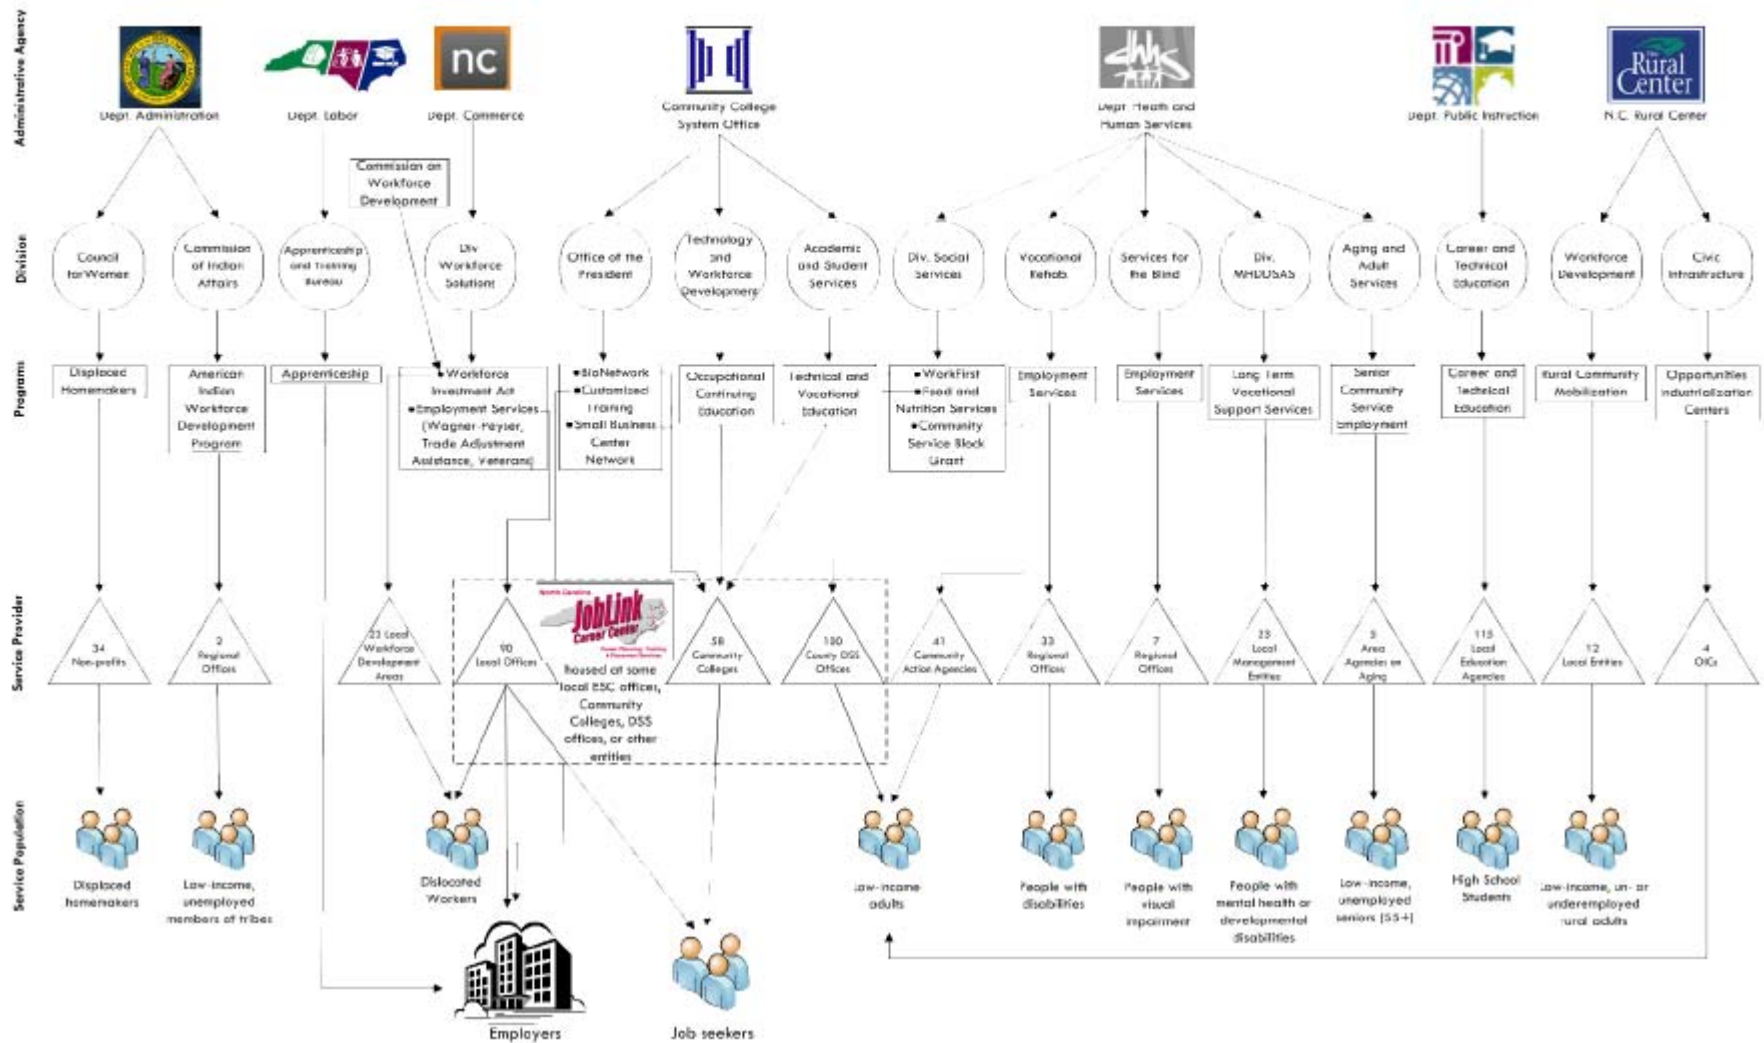 Administrative Agency
nc
dhhs
The
Rural
Center
Dept. Administration
Dept. Labor
Dept. Commerce
Community College
System Office
Dept. Heath and
Human Services
Dept. Public Instruction
N.C. Rural Center
Commission on
Workforce
Development
Division
Council
for Women
Commission
of Indian
Affairs
Apprenticeship
and Training
Bureau
Div
Workforce
Solutions
Office of the
President
Technology
and
Workforce
Development
Academic
and Student
Services
Div. Social
Services
Vocational
Rehab.
Services for
the Blind
Div.
MHDDSAS
Aging and
Adult
Services
Career and
Technical
Education
Workforce
Development
Civic
Infrastructure
Programs
Displaced
Homemakers
American
Indian
Workforce
Development
Program
Apprenticeship
▪Workforce
Investment Act
▪Employment Services
(Wagner-Peyser,
Trade Adjustment
Assistance, Veterans)
▪BioNetwork
▪Customized
Training
▪Small Business
Center
Network
Occupational
Continuing
Education
Technical and
Vocational
Education
▪WorkFirst
▪Food and
Nutrition Services
▪Community
Service Block
Grant
Employment
Services
Employment
Services
Long Term
Vocational
Support Services
Senior
Community
Service
Employment
Career and
Technical
Education
Rural Community
Mobilization
Opportunities
Industrialization
Centers
Service Provider
34
Non-profits
Regional
Offices
23 Local
Workforce
Development
Areas
90
Local Offices
North Carolina
JobLink
Career Center
housed at some
local ESC offices,
Community
Colleges, DSS
offices, or other
entities
58
Community
Colleges
100
County DSS
Offices
41
Community
Action Agencies
33
Regional
Offices
7
Regional
Offices
23
Local
Management
Entities
Area
Agencies on
Aging
115
Local
Education
Agencies
12
Local Entities
4
OICs
Service Population
Displaced
homemakers
Low-income,
unemployed
members of tribes
Dislocated
Workers
Low-income
adults
People with
disabilities
People with
visual
impairment
People with
mental health or
developmental
disabilities
Low-income,
unemployed
seniors (55+)
High School
Students
Low-income, un- or
underemployed
rural adults
Employers
Job seekers